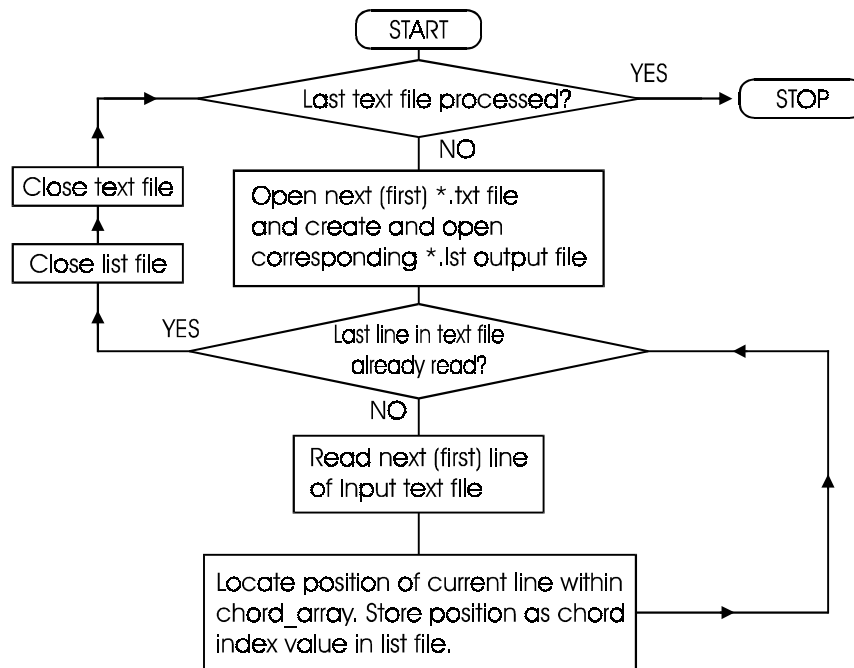 START
Last text file processed?
YES
STOP
NO
Open next (first) *.txt file
and create and open
corresponding *.lst output file
Close text file
Close list file
YES
Last line in text file
already read?
NO
Read next (first) line
of Input text file
Locate position of current line within
chord_array. Store position as chord
index value in list file.